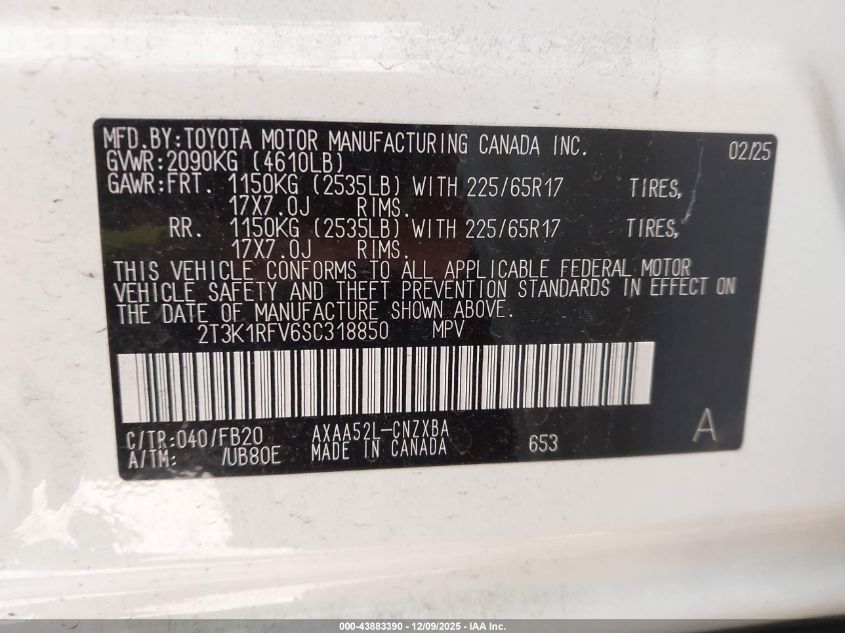 MFD.BY:TOYOTA MOTOR MANUFACTURING CANADA INC. 02/25
GVWR:2090KG (4610LB)
GAWR:FRT. 1150KG (2535LB) WITH 225/65R17 TIRES,
17X7.0J RIMS.
RR. 1150KG (2535LB) WITH 225/65R17 TIRES,
17X7.0J RIMS.
THIS VEHICLE CONFORMS TO ALL APPLICABLE FEDERAL MOTOR
VEHICLE SAFETY AND THEFT PREVENTION STANDARDS IN EFFECT ON
THE DATE OF MANUFACTURE SHOWN ABOVE.
2T3K1RFV6SC318850 MPV
C/TR:040/FB20 AXAA52L-CNZXBA 653 A
A/TM: /UB80E MADE IN CANADA
000-43883390 - 12/09/2025 - IAA Inc.